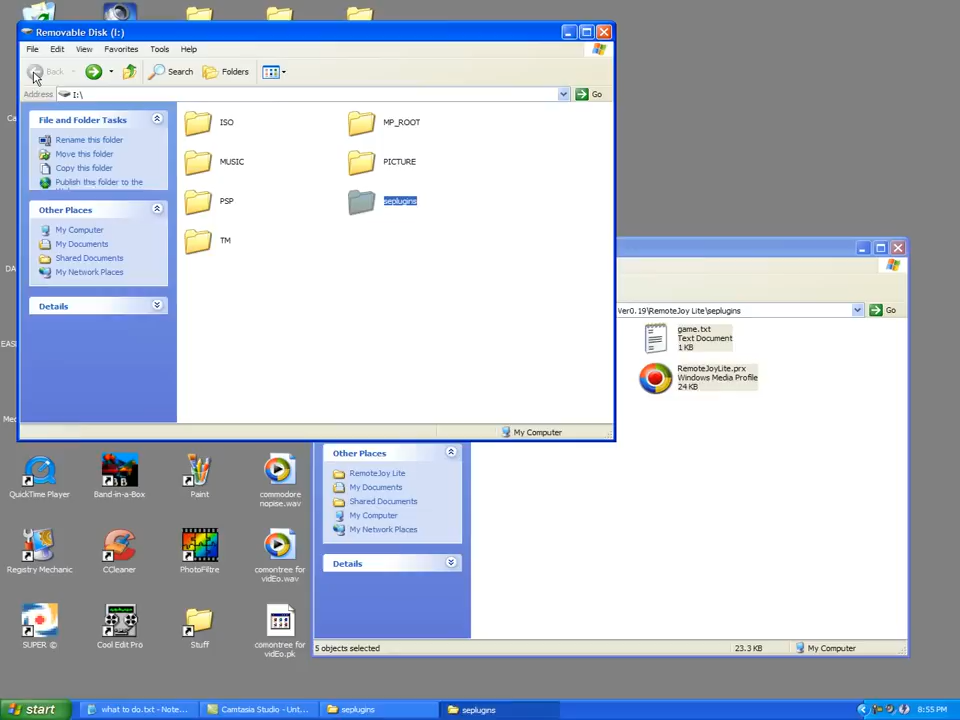 Removable Disk (I:)
File Edit View Favorites Tools Help
Back Search Folders
Address I:\ Go
File and Folder Tasks
Rename this folder
Move this folder
Copy this folder
Publish this folder to the
Other Places
My Computer
My Documents
Shared Documents
My Network Places
Details
ISO
MUSIC
PSP
TM
MP_ROOT
PICTURE
seplugins
My Computer
Ver0.19\RemoteJoy Lite\seplugins Go
game.txt
Text Document
1 KB
RemoteJoyLite.prx
Windows Media Profile
24 KB
Other Places
RemoteJoy Lite
My Documents
Shared Documents
My Computer
My Network Places
Details
5 objects selected 23.3 KB My Computer
QuickTime Player
Band-in-a-Box
Paint
commodore
nopise.wav
Registry Mechanic
CCleaner
PhotoFiltre
comontree for
vidEo.wav
SUPER ©
Cool Edit Pro
Stuff
comontree for
vidEo.pk
start what to do.txt - Note... Camtasia Studio - Unt... seplugins seplugins 8:55 PM